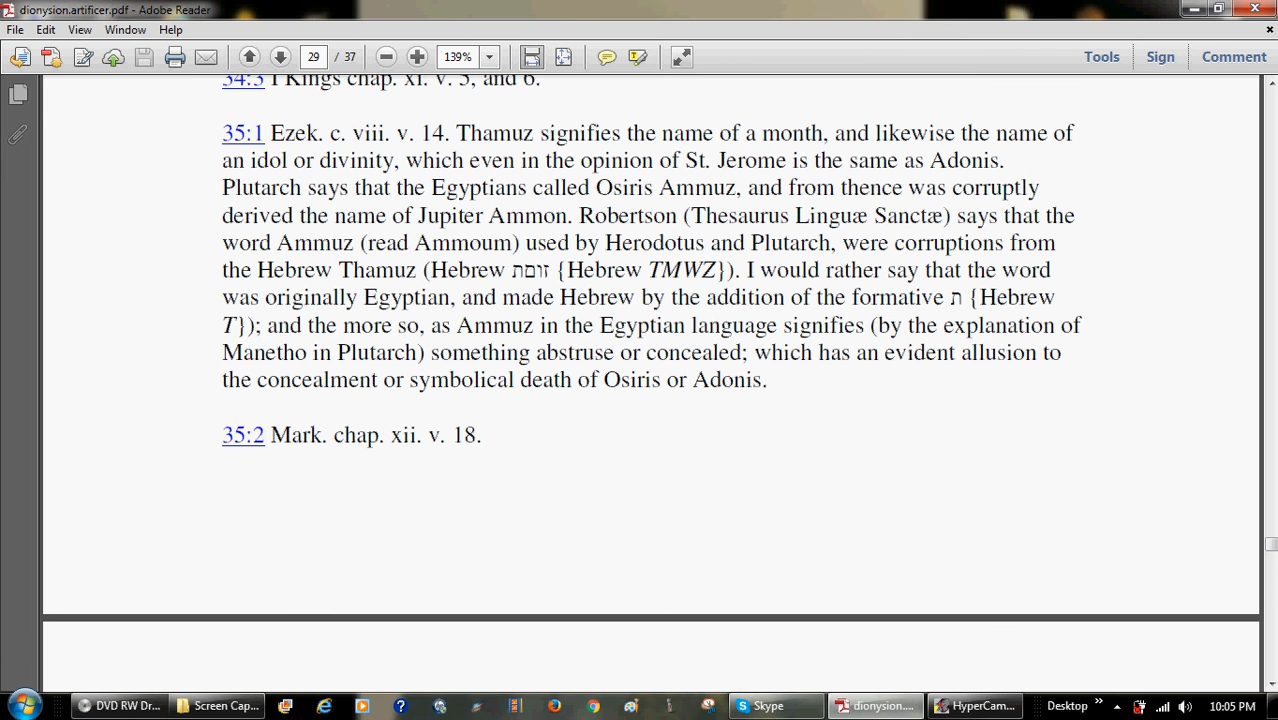 dionysion.artificer.pdf - Adobe Reader
File Edit View Window Help
29 / 37 139% Tools Sign Comment
34:3 I Kings chap. xi. v. 5, and 6.
35:1 Ezek. c. viii. v. 14. Thamuz signifies the name of a month, and likewise the name of
an idol or divinity, which even in the opinion of St. Jerome is the same as Adonis.
Plutarch says that the Egyptians called Osiris Ammuz, and from thence was corruptly
derived the name of Jupiter Ammon. Robertson (Thesaurus Linguæ Sanctæ) says that the
word Ammuz (read Ammoum) used by Herodotus and Plutarch, were corruptions from
the Hebrew Thamuz (Hebrew זוםת {Hebrew TMWZ}). I would rather say that the word
was originally Egyptian, and made Hebrew by the addition of the formative ת {Hebrew
T}); and the more so, as Ammuz in the Egyptian language signifies (by the explanation of
Manetho in Plutarch) something abstruse or concealed; which has an evident allusion to
the concealment or symbolical death of Osiris or Adonis.
35:2 Mark. chap. xii. v. 18.
DVD RW Dr... Screen Cap... Skype dionysion.... HyperCam... Desktop 10:05 PM